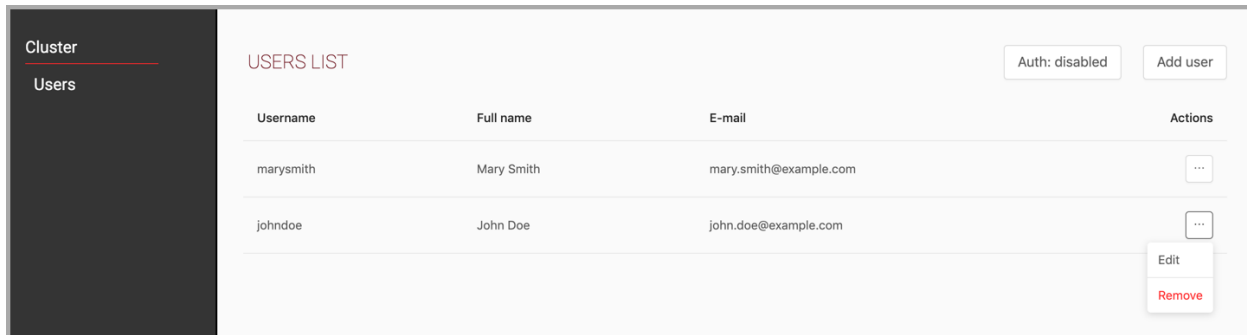 Cluster
Users
USERS LIST
Auth: disabled
Add user
Username Full name E-mail Actions
marysmith Mary Smith mary.smith@example.com ...
johndoe John Doe john.doe@example.com ...
Edit
Remove